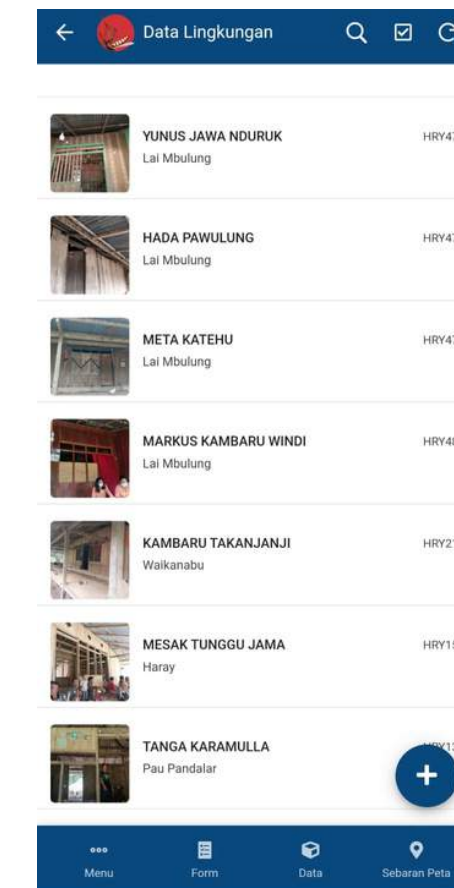 Data Lingkungan
YUNUS JAWA NDURUK
Lai Mbulung
HADA PAWULUNG
Lai Mbulung
META KATEHU
Lai Mbulung
MARKUS KAMBARU WINDI
Lai Mbulung
KAMBARU TAKANJANJI
Waikanabu
MESAK TUNGGU JAMA
Haray
TANGA KARAMULLA
Pau Pandalar
Menu
Form
Data
Sebaran Peta